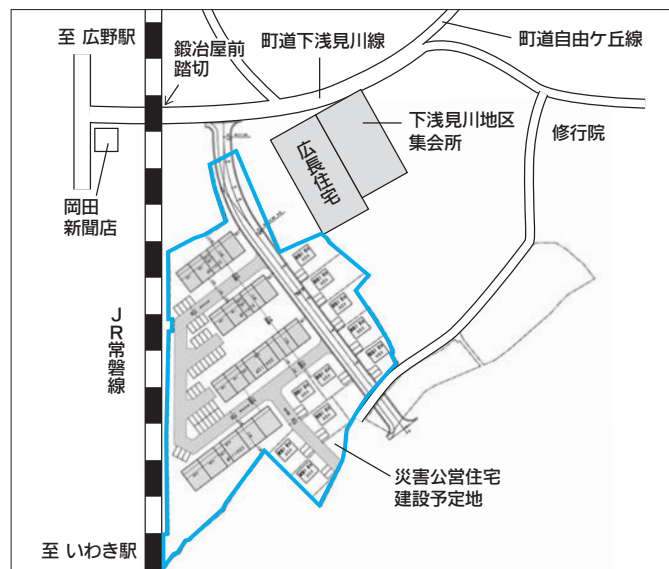 至 広野駅
鍛冶屋前
踏切
町道下浅見川線
町道自由ケ丘線
下浅見川地区
集会所
修行院
広長住宅
岡田
新聞店
JR常磐線
災害公営住宅
建設予定地
至 いわき駅